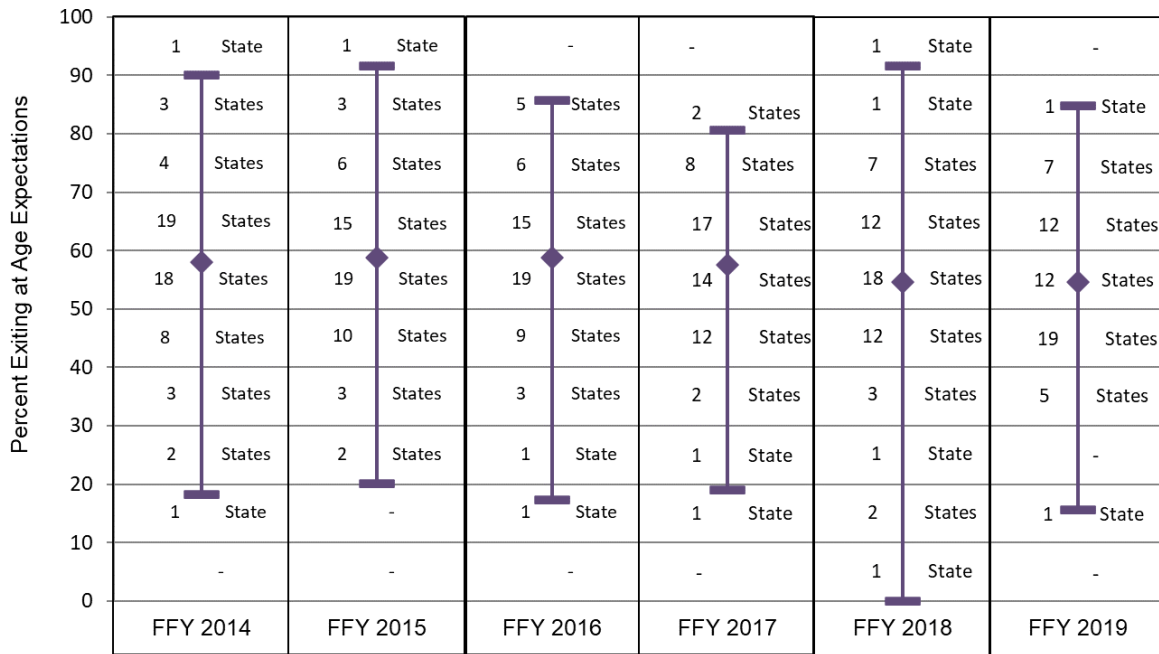 Percent Exiting at Age Expectations
100
1 State 1 State - - 1 State -
90
3 States 3 States 5 States 2 States 1 States 1 State
80
4 States 6 States 6 States 8 States 7 States 7 States
70
19 States 15 States 15 States 17 States 12 States 12 States
60
18 States 19 States 19 States 14 States 18 States 12 States
50
8 States 10 States 9 States 12 States 12 States 19 States
40
3 States 3 States 3 States 2 States 3 States 5 States
30
2 States 2 States 1 State 1 State 1 State -
20
1 State - 1 State 1 State 2 States 1 State
10
- - - - 1 State -
0
FFY 2014 FFY 2015 FFY 2016 FFY 2017 FFY 2018 FFY 2019